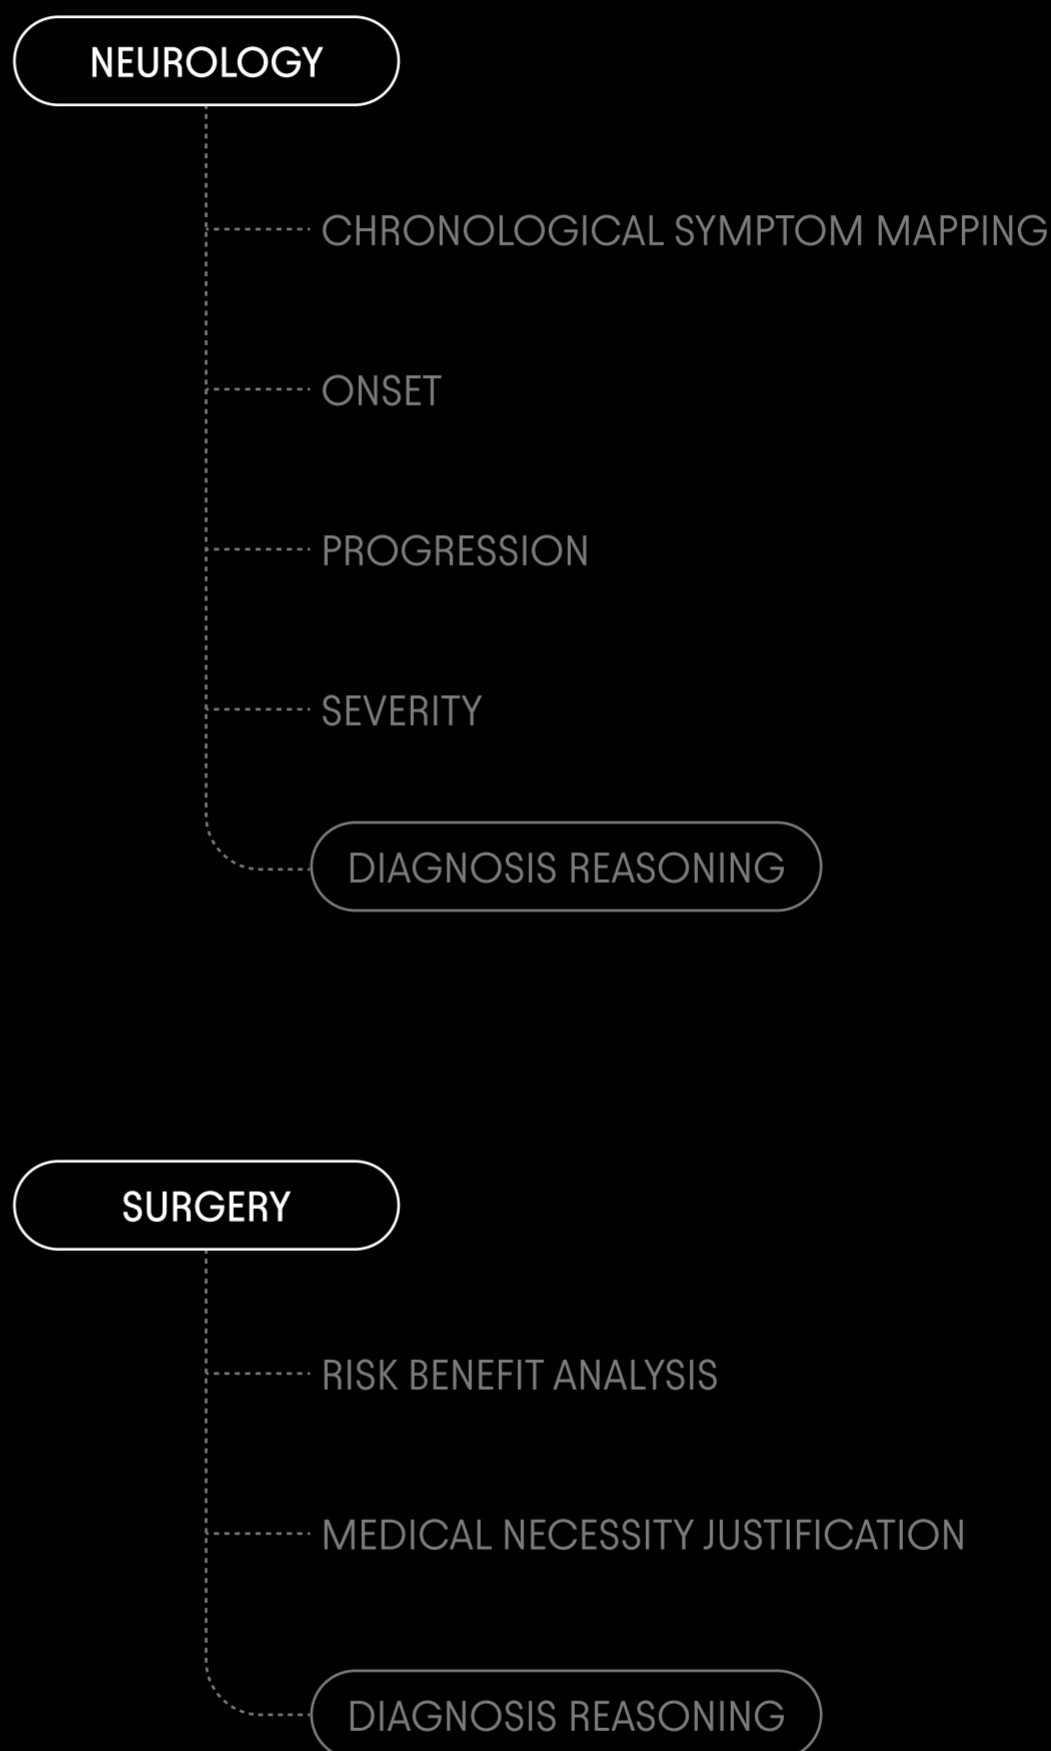 NEUROLOGY
CHRONOLOGICAL SYMPTOM MAPPING
ONSET
PROGRESSION
SEVERITY
DIAGNOSIS REASONING
SURGERY
RISK BENEFIT ANALYSIS
MEDICAL NECESSITY JUSTIFICATION
DIAGNOSIS REASONING